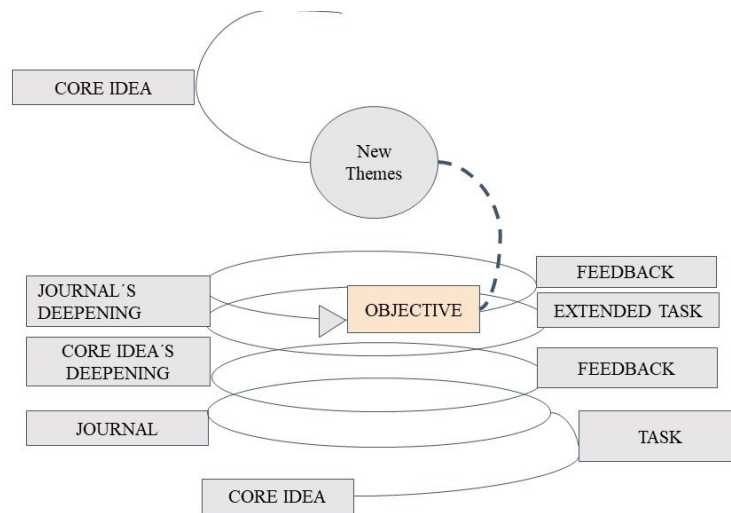 CORE IDEA
New
Themes
FEEDBACK
JOURNAL´S
DEEPENING
OBJECTIVE
EXTENDED TASK
CORE IDEA´S
DEEPENING
FEEDBACK
JOURNAL
TASK
CORE IDEA